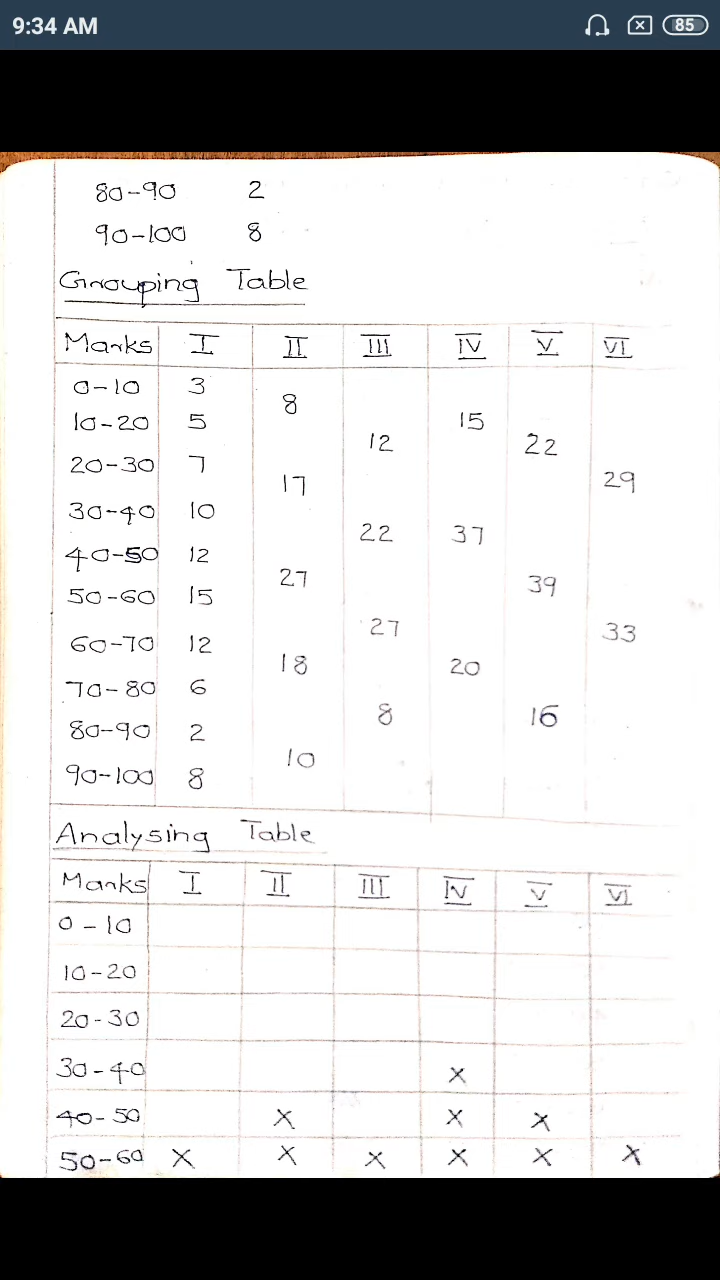 9:34 AM 85
80-90 2
90-100 8
Grouping Table
Marks I II III IV V VI
0-10 3
8
10-20 5 15
12 22
20-30 7
17 29
30-40 10
22 37
40-50 12
27 39
50-60 15
27 33
60-70 12
18 20
70-80 6
8 16
80-90 2
10
90-100 8
Analysing Table
Marks I II III IV V VI
0-10
10-20
20-30
30-40 X
40-50 X X X
50-60 X X X X X X